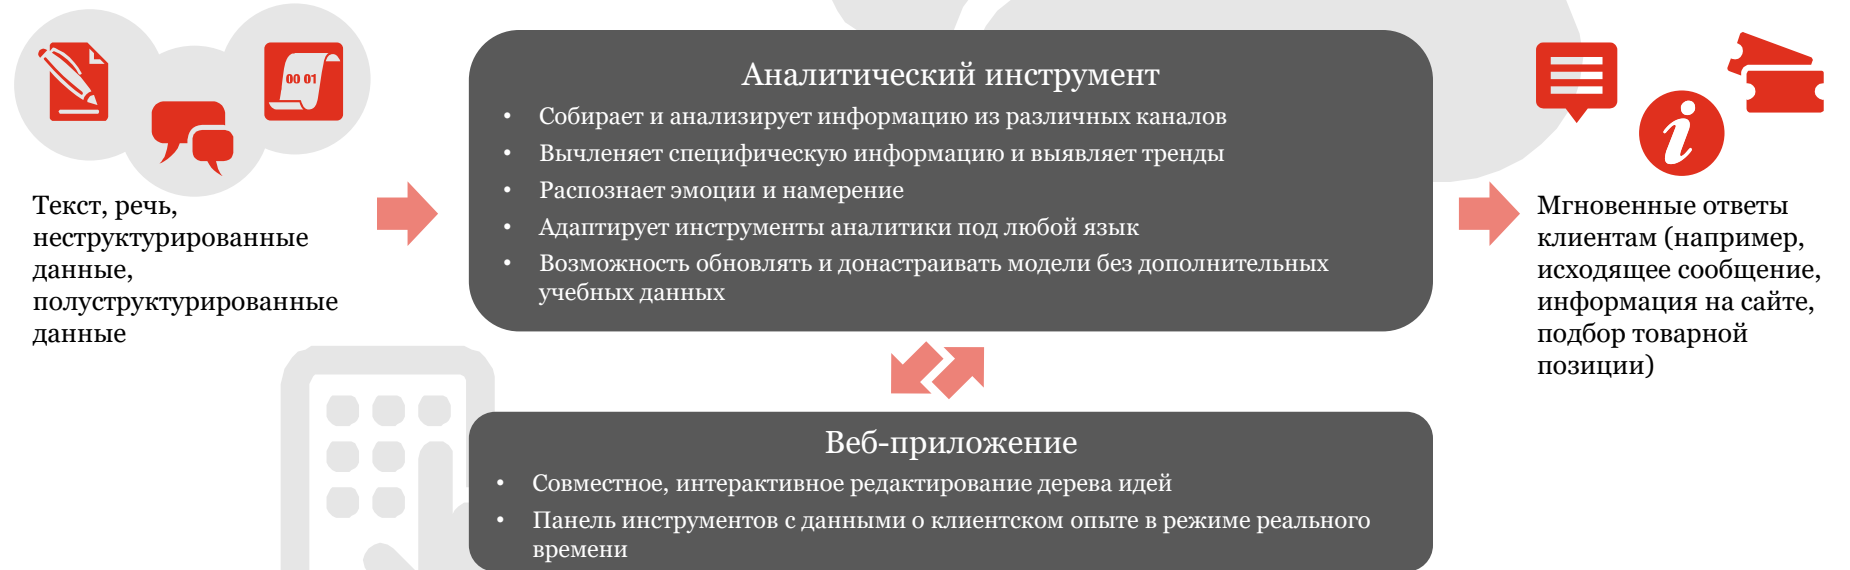 00 01
Текст, речь,
неструктурированные
данные,
полуструктурированные
данные
Аналитический инструмент
• Собирает и анализирует информацию из различных каналов
• Вычленяет специфическую информацию и выявляет тренды
• Распознает эмоции и намерение
• Адаптирует инструменты аналитики под любой язык
• Возможность обновлять и донастраивать модели без дополнительных
учебных данных
Мгновенные ответы
клиентам (например,
исходящее сообщение,
информация на сайте,
подбор товарной
позиции)
Веб-приложение
• Совместное, интерактивное редактирование дерева идей
• Панель инструментов с данными о клиентском опыте в режиме реального
времени